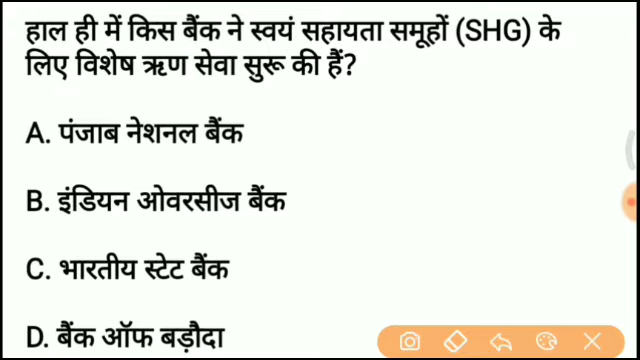 हाल ही में किस बैंक ने स्वयं सहायता समूहों (SHG) के
लिए विशेष ऋण सेवा सुरू की हैं?
A. पंजाब नेशनल बैंक
B. इंडियन ओवरसीज बैंक
C. भारतीय स्टेट बैंक
D. बैंक ऑफ बड़ौदा